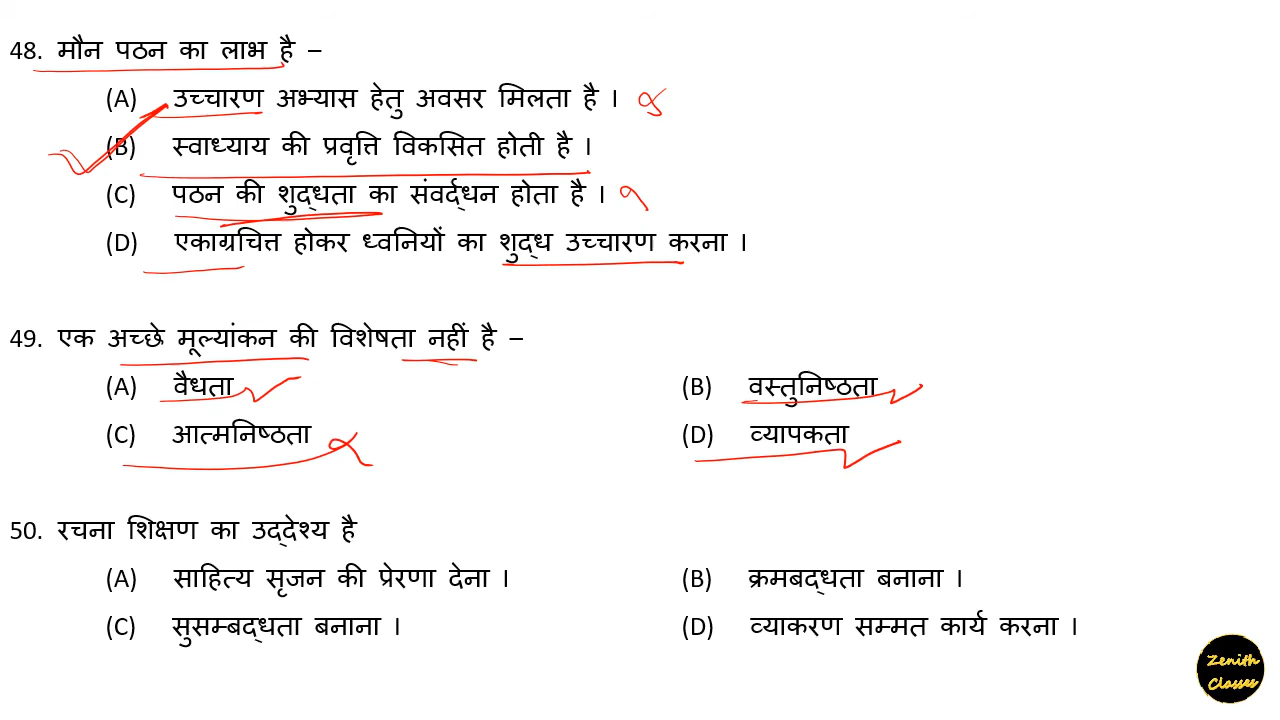 48. मौन पठन का लाभ है –
(A) उच्चारण अभ्यास हेतु अवसर मिलता है ।
(B) स्वाध्याय की प्रवृत्ति विकसित होती है ।
(C) पठन की शुद्धता का संवर्द्धन होता है ।
(D) एकाग्रचित्त होकर ध्वनियों का शुद्ध उच्चारण करना ।
49. एक अच्छे मूल्यांकन की विशेषता नहीं है –
(A) वैधता (B) वस्तुनिष्ठता
(C) आत्मनिष्ठता (D) व्यापकता
50. रचना शिक्षण का उद्देश्य है
(A) साहित्य सृजन की प्रेरणा देना । (B) क्रमबद्धता बनाना ।
(C) सुसम्बद्धता बनाना । (D) व्याकरण सम्मत कार्य करना ।
Zenith
Classes